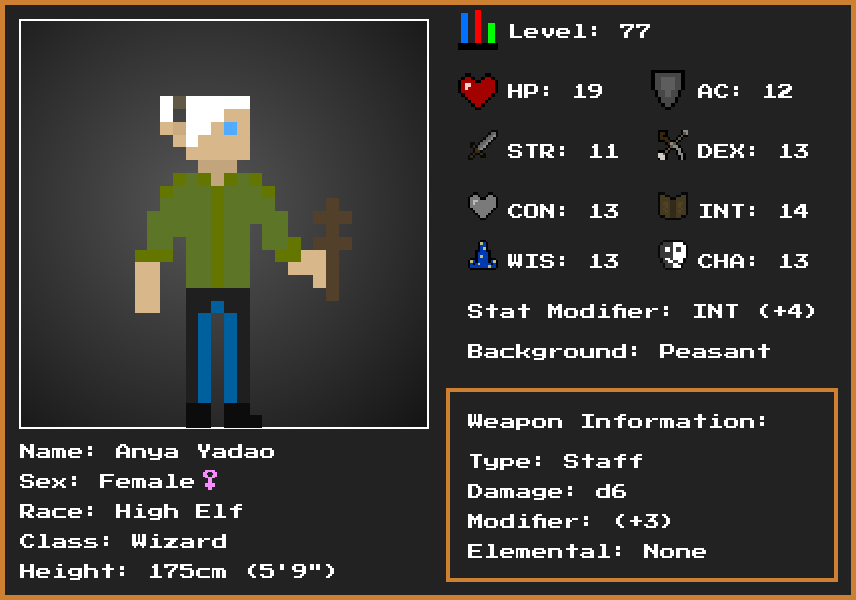 Level: 77
HP: 19
AC: 12
STR: 11
DEX: 13
CON: 13
INT: 14
WIS: 13
CHA: 13
Stat Modifier: INT (+4)
Background: Peasant
Weapon Information:
Type: Staff
Damage: d6
Modifier: (+3)
Elemental: None
Name: Anya Yadao
Sex: Female♀
Race: High Elf
Class: Wizard
Height: 175cm (5'9")